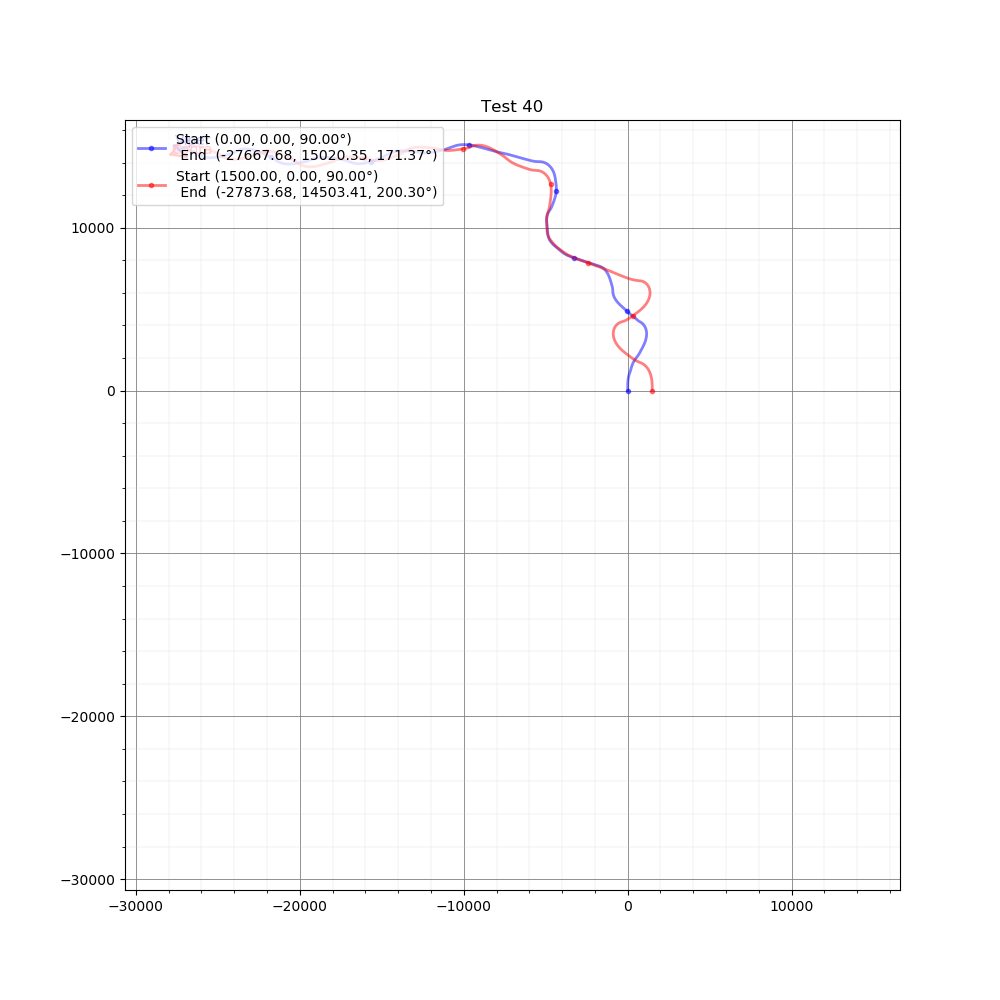 Test 40
Start (0.00, 0.00, 90.00°)
End (-27667.68, 15020.35, 171.37°)
Start (1500.00, 0.00, 90.00°)
End (-27873.68, 14503.41, 200.30°)
10000
0
−10000
−20000
−30000
−30000 −20000 −10000 0 10000